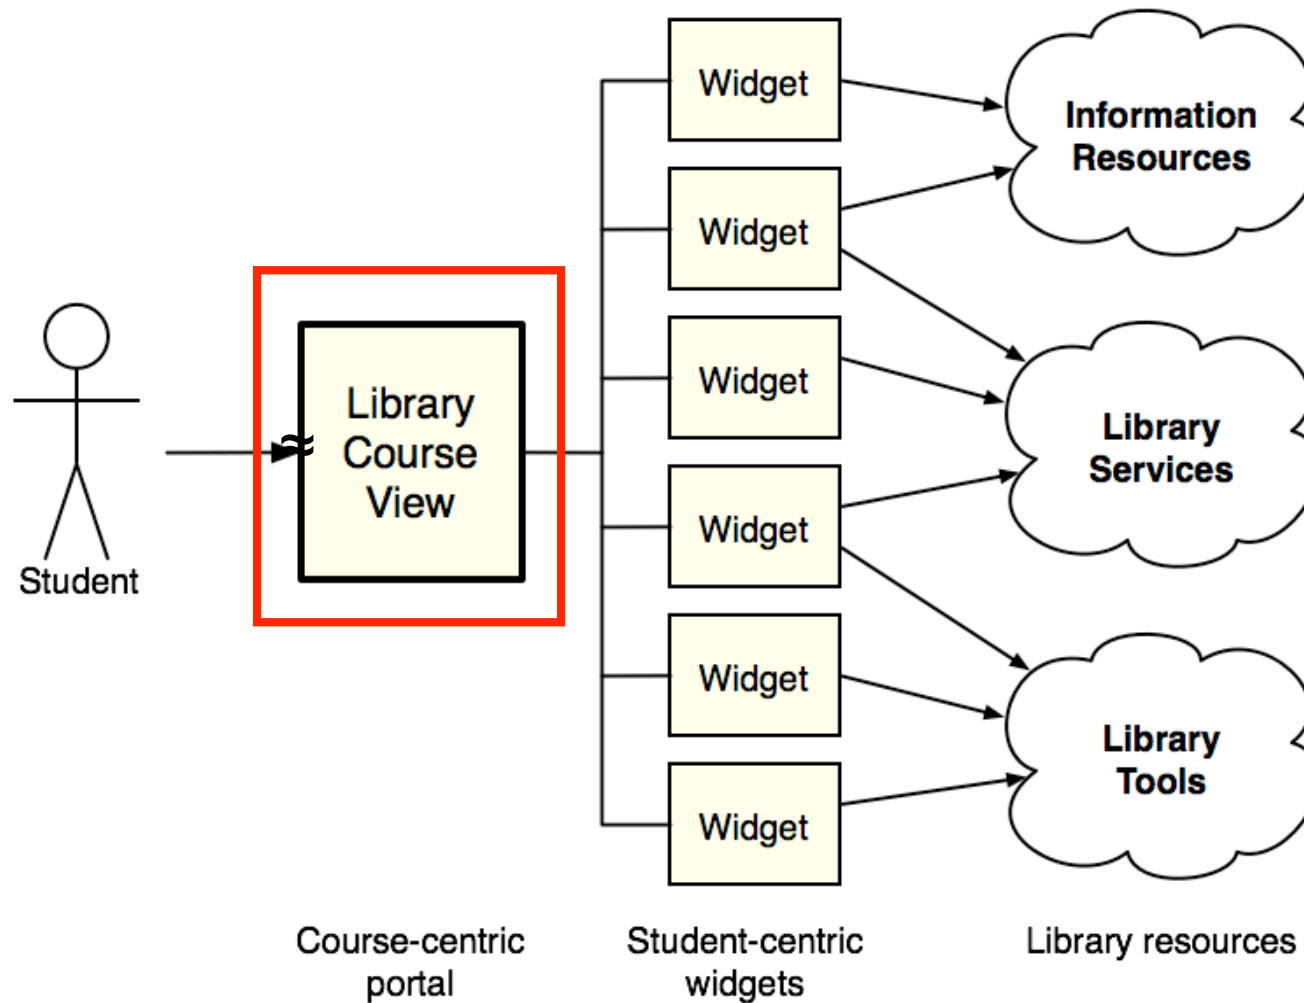 Widget
Information
Resources
Widget
Widget
Library
Course
View
≈
Library
Services
Widget
Student
Widget
Library
Tools
Widget
Course-centric
portal
Student-centric
widgets
Library resources